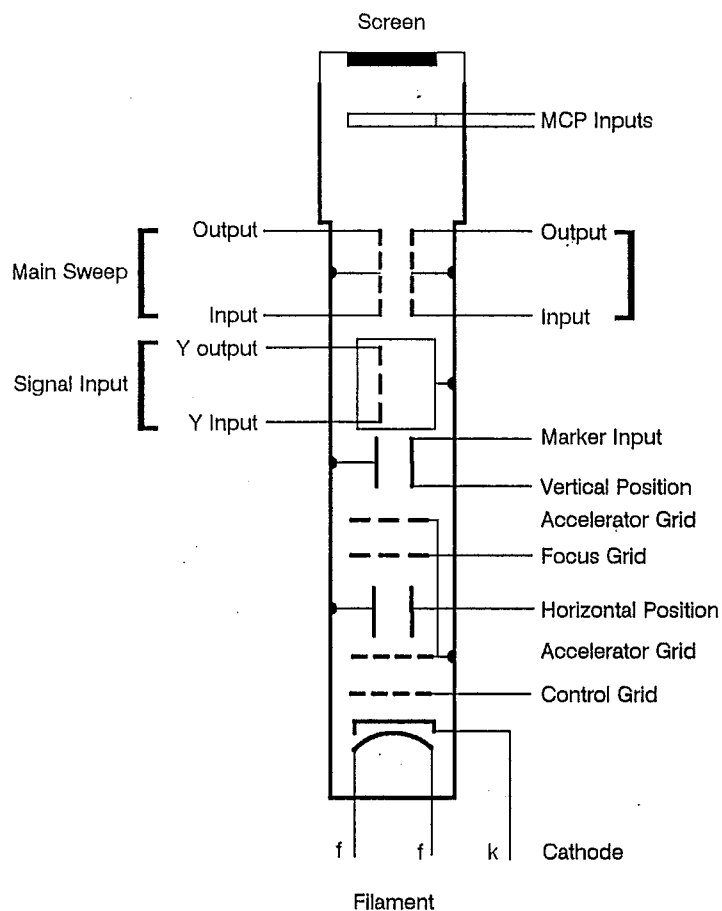 Screen
MCP Inputs
Output
Output
Main Sweep
Input
Input
Y output
Signal Input
Y Input
Marker Input
Vertical Position
Accelerator Grid
Focus Grid
Horizontal Position
Accelerator Grid
Control Grid
f f k Cathode
Filament